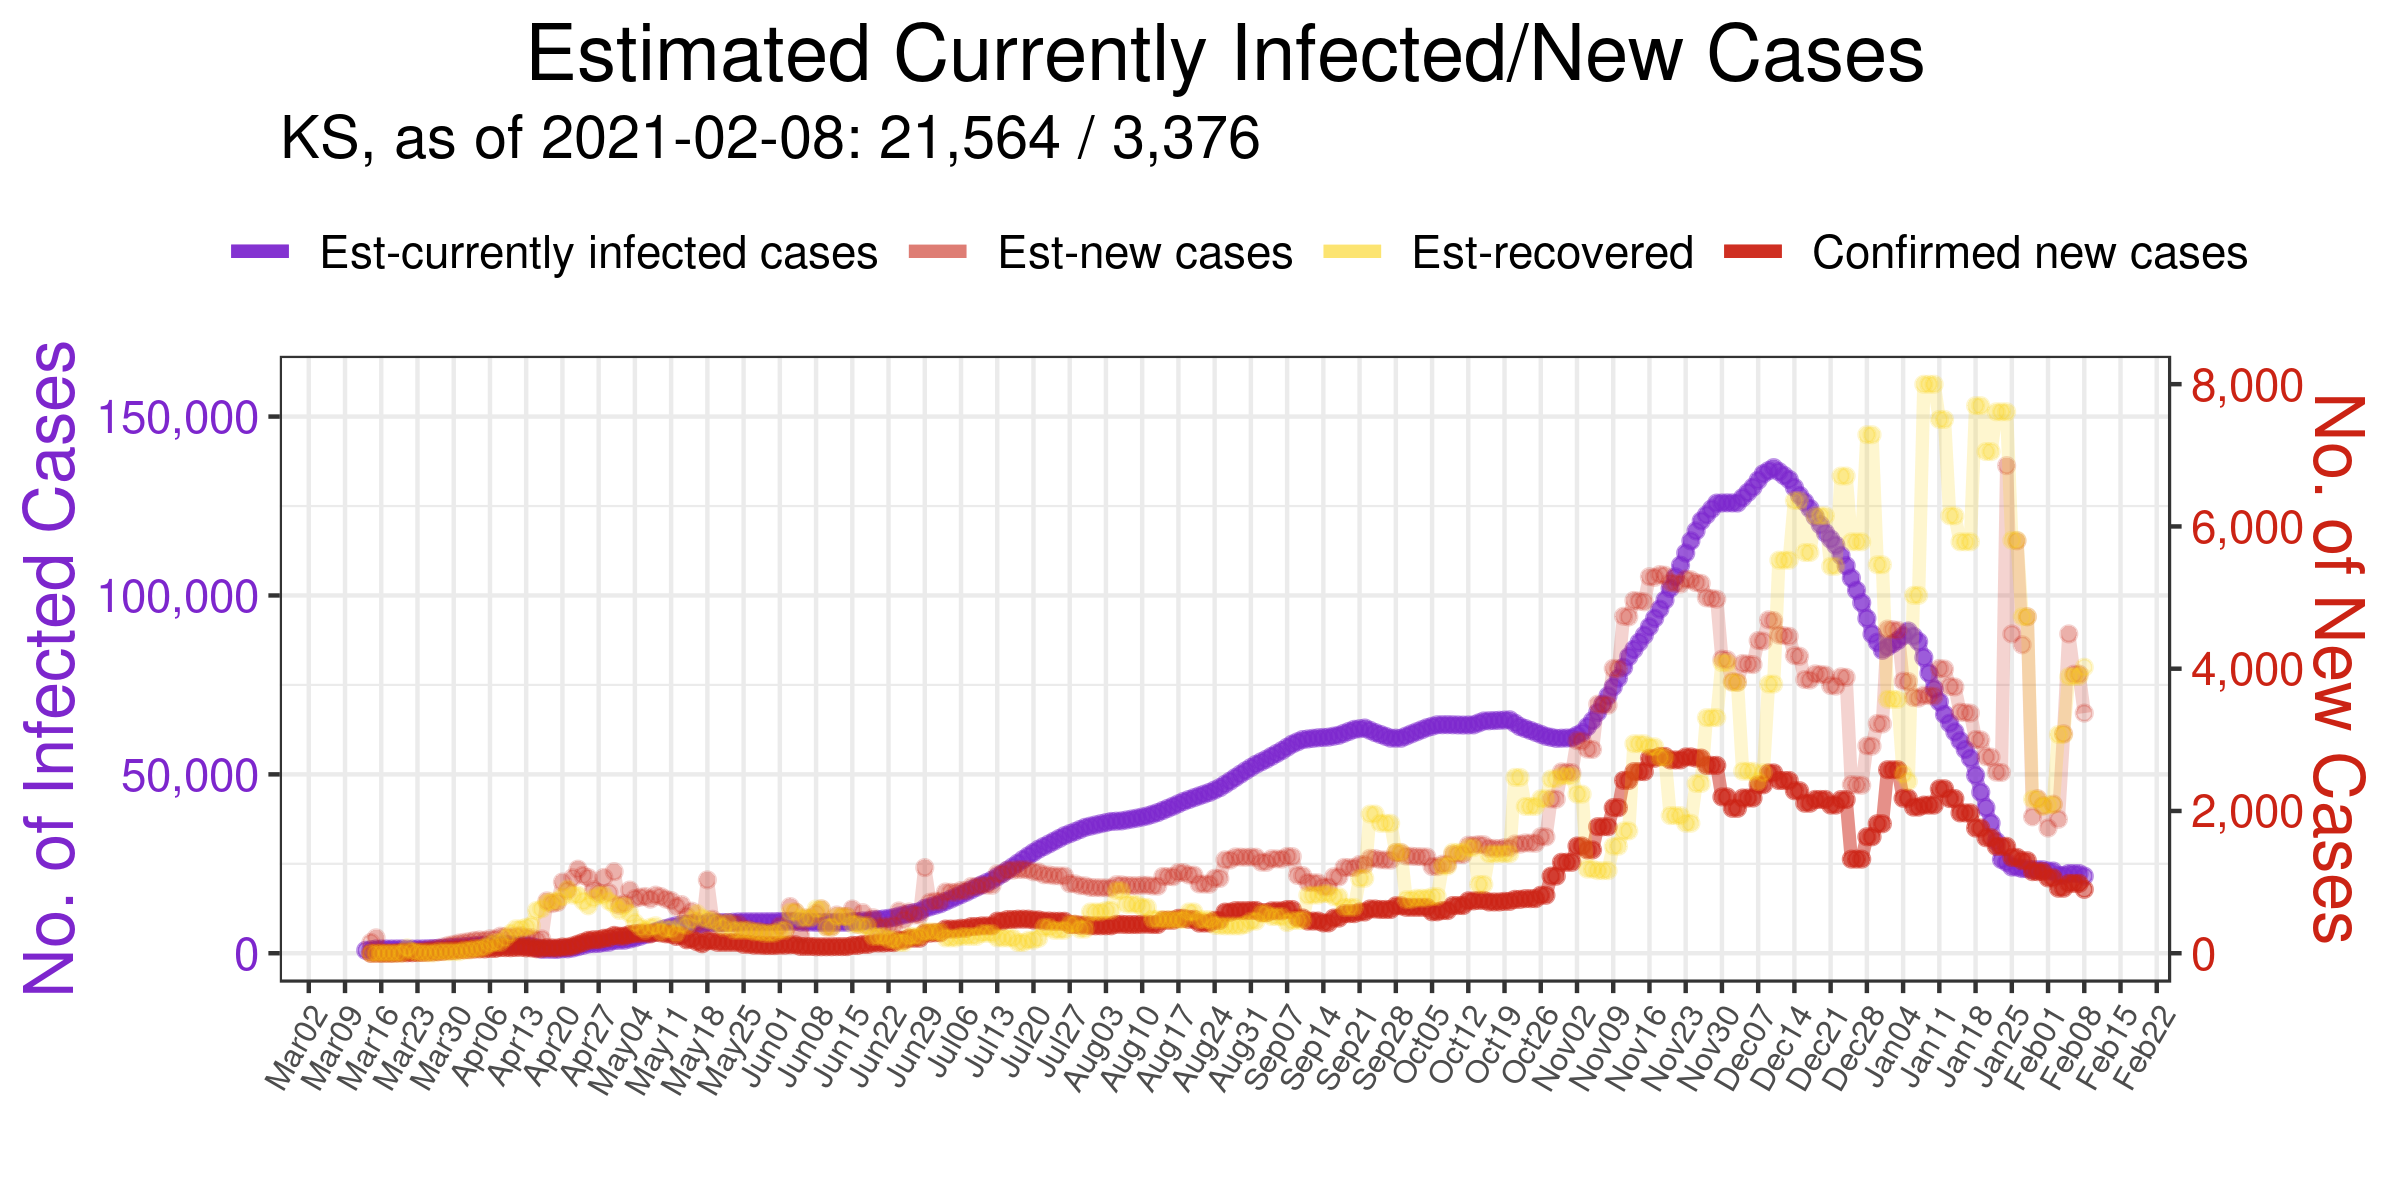 Estimated Currently Infected/New Cases
KS, as of 2021-02-08: 21,564 / 3,376
Est-currently infected cases Est-new cases Est-recovered Confirmed new cases
No. of Infected Cases
150,000
100,000
50,000
0
8,000
6,000
4,000
2,000
0
No. of New Cases
Mar02 Mar09 Mar16 Mar23 Mar30 Apr06 Apr13 Apr20 Apr27 May04 May11 May18 May25 Jun01 Jun08 Jun15 Jun22 Jun29 Jul06 Jul13 Jul20 Jul27 Aug03 Aug10 Aug17 Aug24 Aug31 Sep07 Sep14 Sep21 Sep28 Oct05 Oct12 Oct19 Oct26 Nov02 Nov09 Nov16 Nov23 Nov30 Dec07 Dec14 Dec21 Dec28 Jan04 Jan11 Jan18 Jan25 Feb01 Feb08 Feb15 Feb22